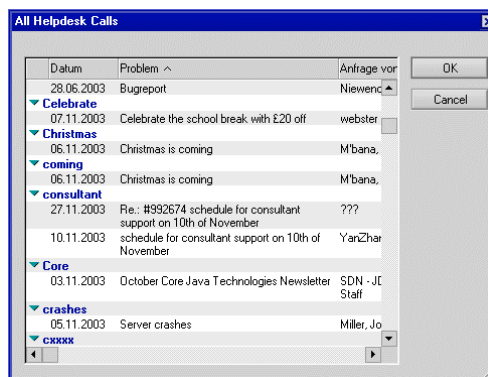 All Helpdesk Calls
Datum Problem Anfrage vor
28.06.2003 Bugreport Niewenc
Celebrate
07.11.2003 Celebrate the school break with £20 off webster
Christmas
06.11.2003 Christmas is coming M'bana,
coming
06.11.2003 Christmas is coming M'bana,
consultant
27.11.2003 Re.: #992674 schedule for consultant ???
support on 10th of November
10.11.2003 schedule for consultant support on 10th of YanZhar
November
Core
03.11.2003 October Core Java Technologies Newsletter SDN - JD
Staff
crashes
05.11.2003 Server crashes Miller, Jo
cxxxx
OK
Cancel